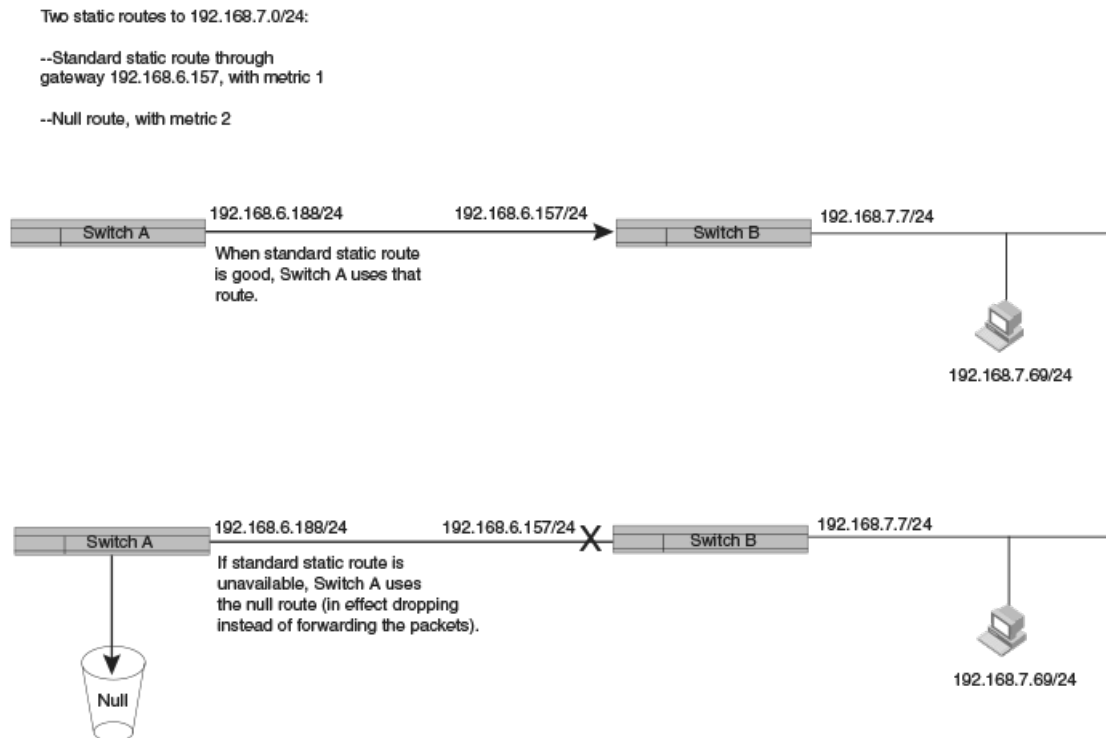 Two static routes to 192.168.7.0/24:
--Standard static route through
gateway 192.168.6.157, with metric 1
--Null route, with metric 2
192.168.6.188/24
192.168.6.157/24
192.168.7.7/24
Switch A
Switch B
When standard static route
is good, Switch A uses that
route.
192.168.7.69/24
192.168.6.188/24
192.168.6.157/24
192.168.7.7/24
Switch A
X
Switch B
If standard static route is
unavailable, Switch A uses
the null route (in effect dropping
instead of forwarding the packets).
192.168.7.69/24
Null